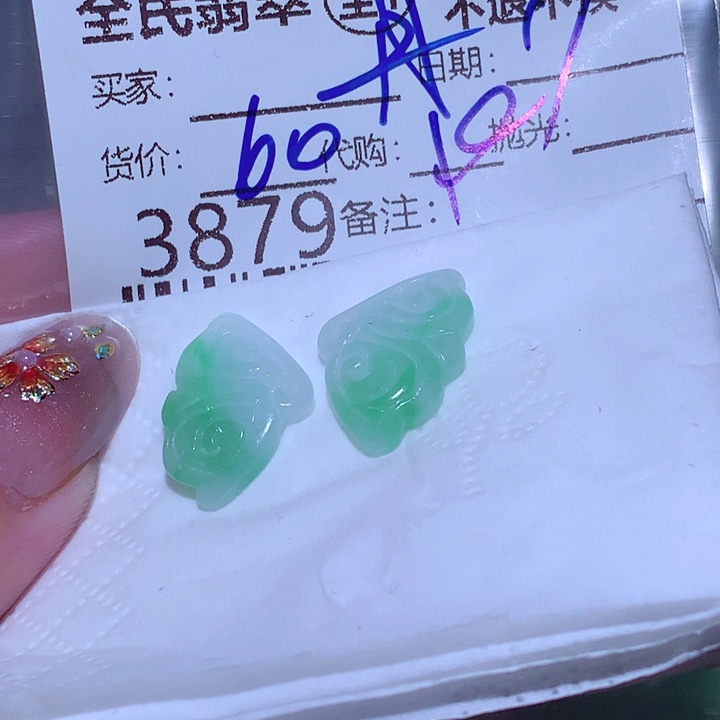 全民翡翠 到 不退不换
买家： 日期：
货价： 60 代购： 抛光：
3879 备注：